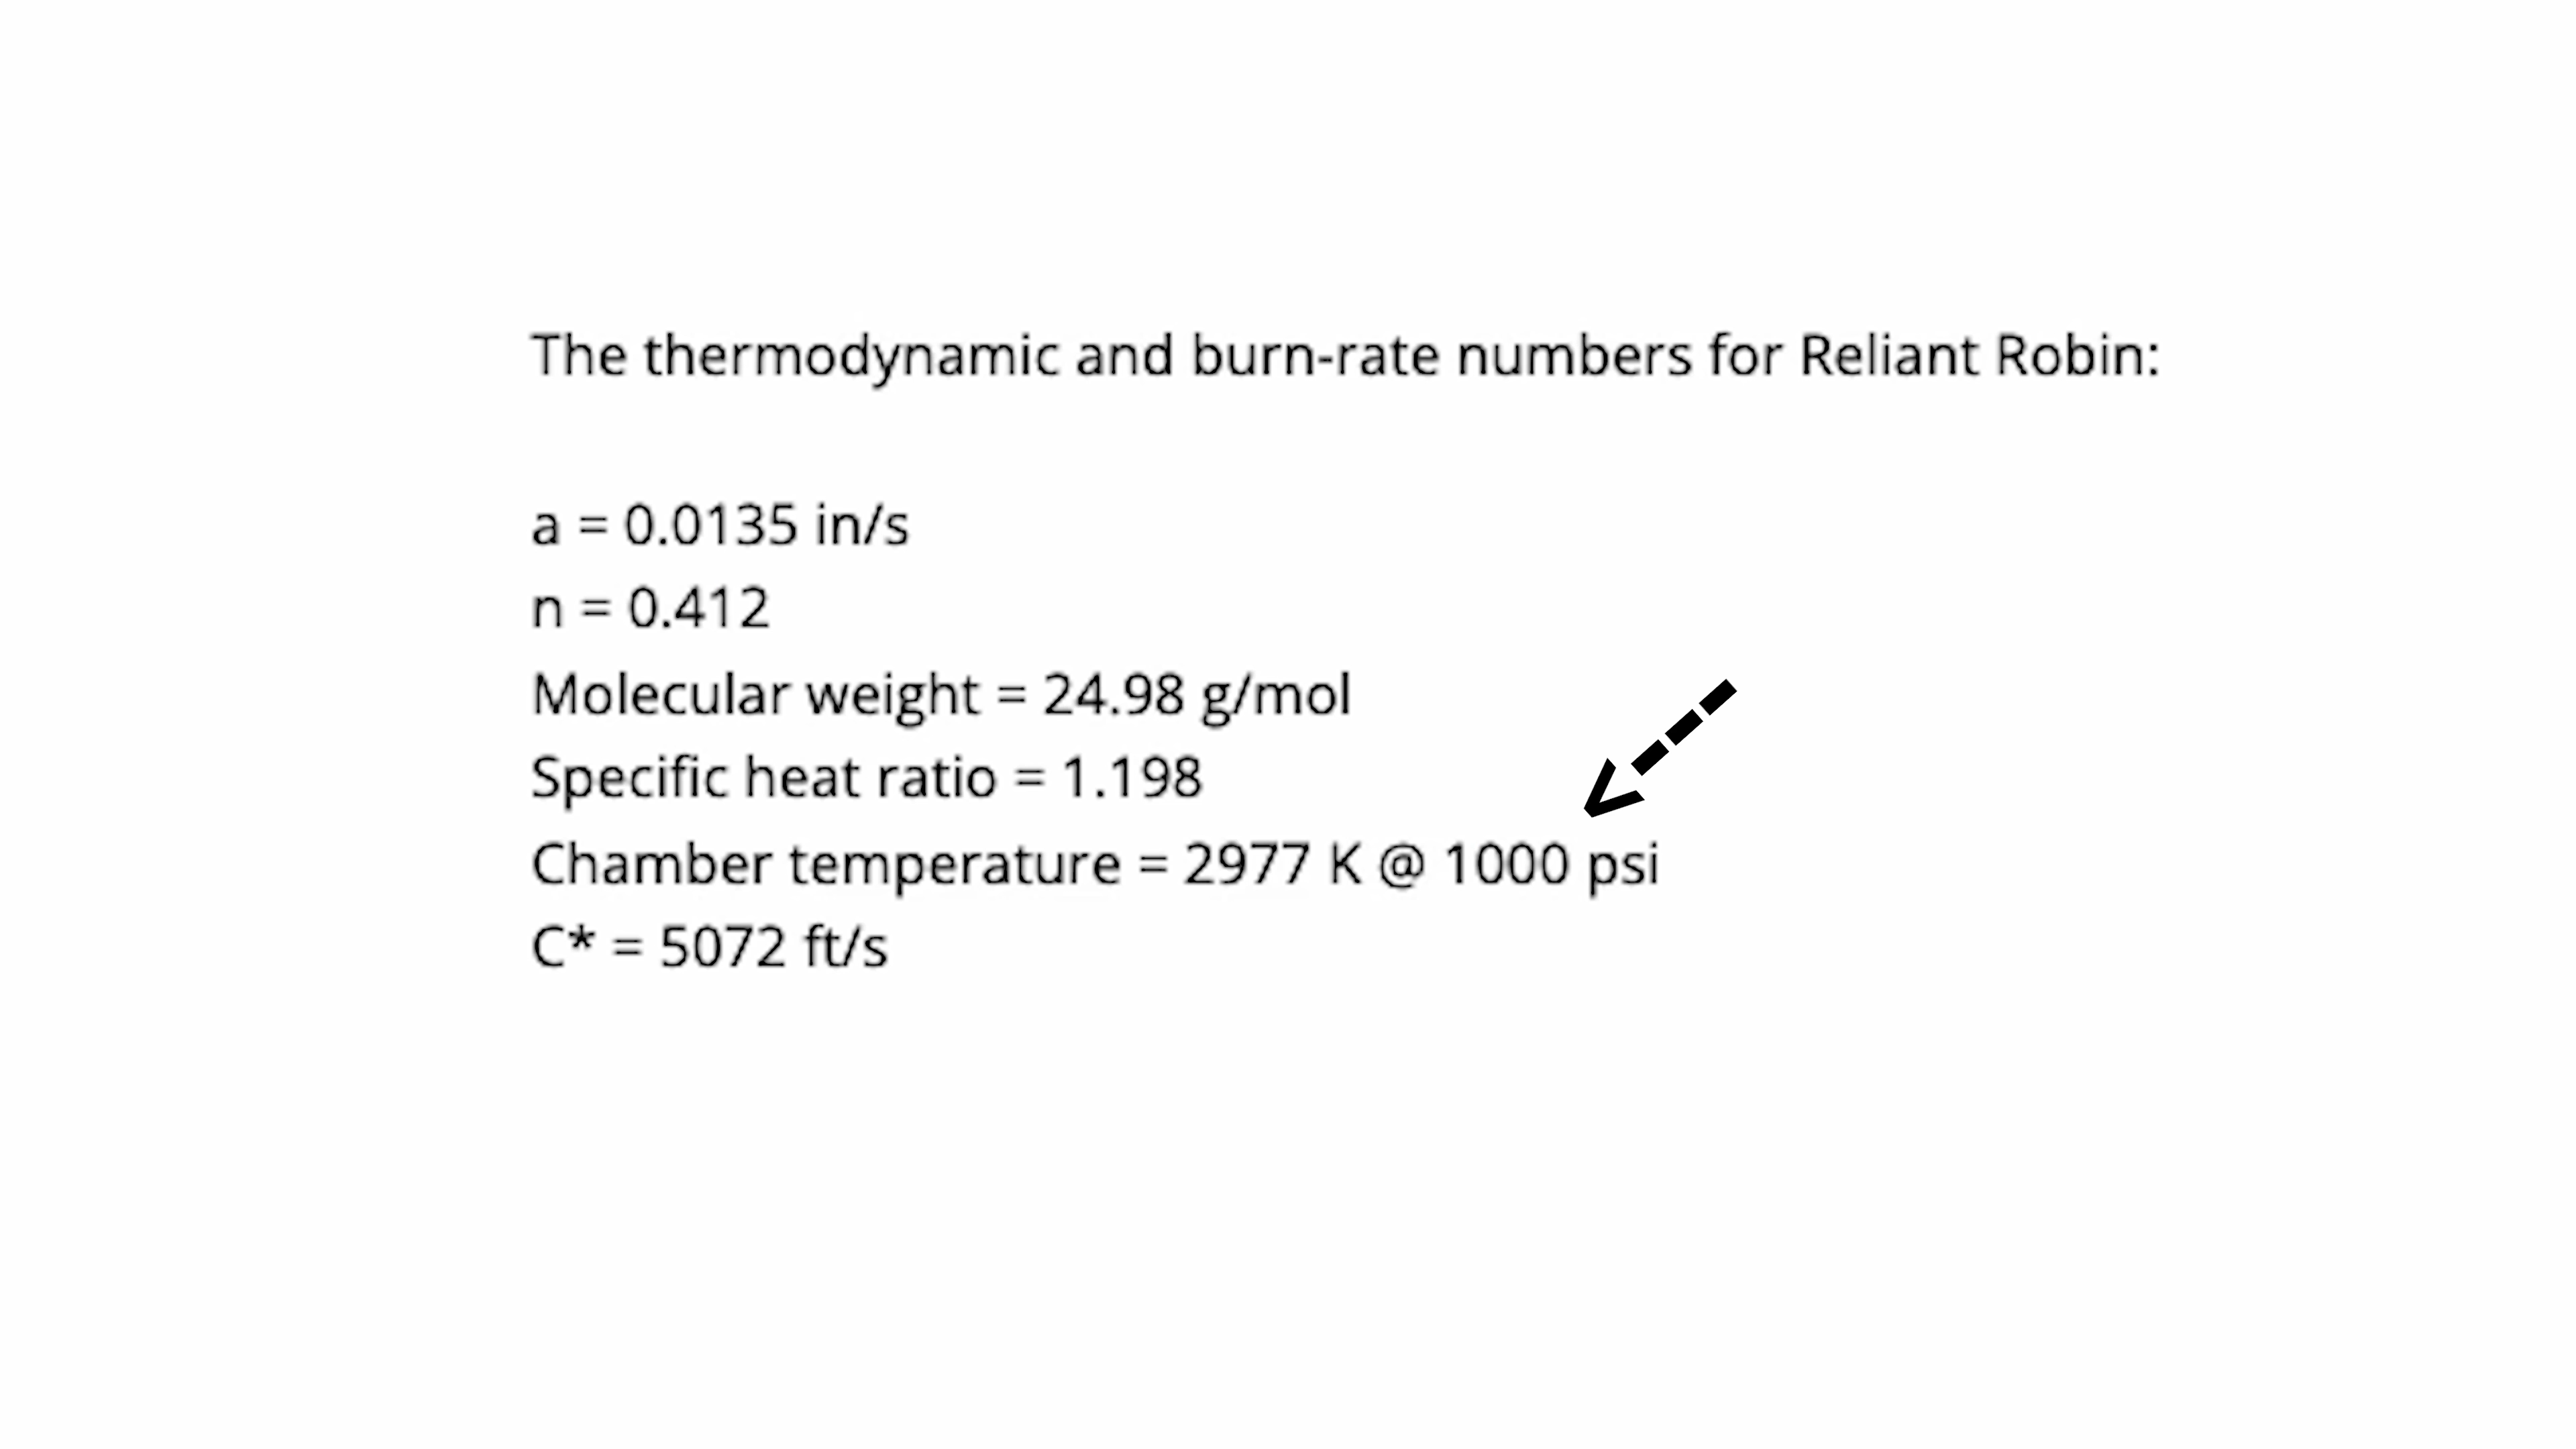 The thermodynamic and burn-rate numbers for Reliant Robin:
a = 0.0135 in/s
n = 0.412
Molecular weight = 24.98 g/mol
Specific heat ratio = 1.198
Chamber temperature = 2977 K @ 1000 psi
C* = 5072 ft/s